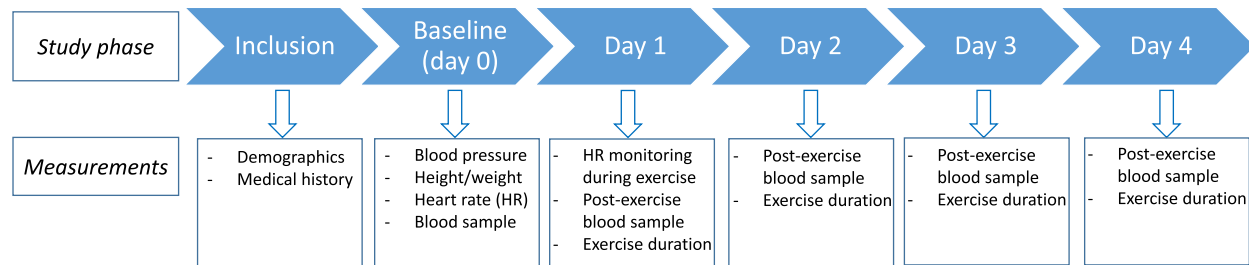 Study phase
Inclusion
Baseline
(day 0)
Day 1
Day 2
Day 3
Day 4
Measurements
- Demographics
- Medical history
- Blood pressure
- Height/weight
- Heart rate (HR)
- Blood sample
- HR monitoring
during exercise
- Post-exercise
blood sample
- Exercise duration
- Post-exercise
blood sample
- Exercise duration
- Post-exercise
blood sample
- Exercise duration
- Post-exercise
blood sample
- Exercise duration